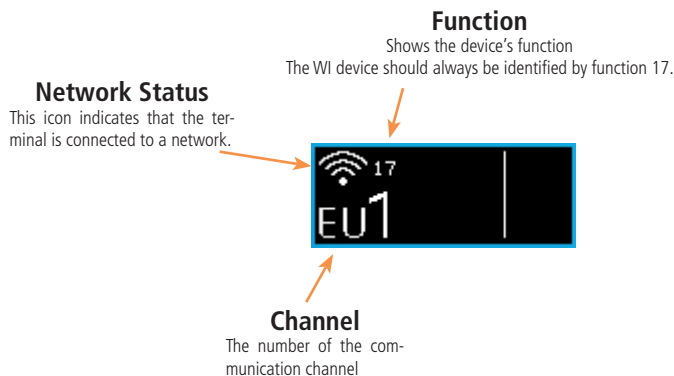 Function
Shows the device's function
The WI device should always be identified by function 17.
Network Status
This icon indicates that the ter-
minal is connected to a network.
17
EU1
Channel
The number of the com-
munication channel